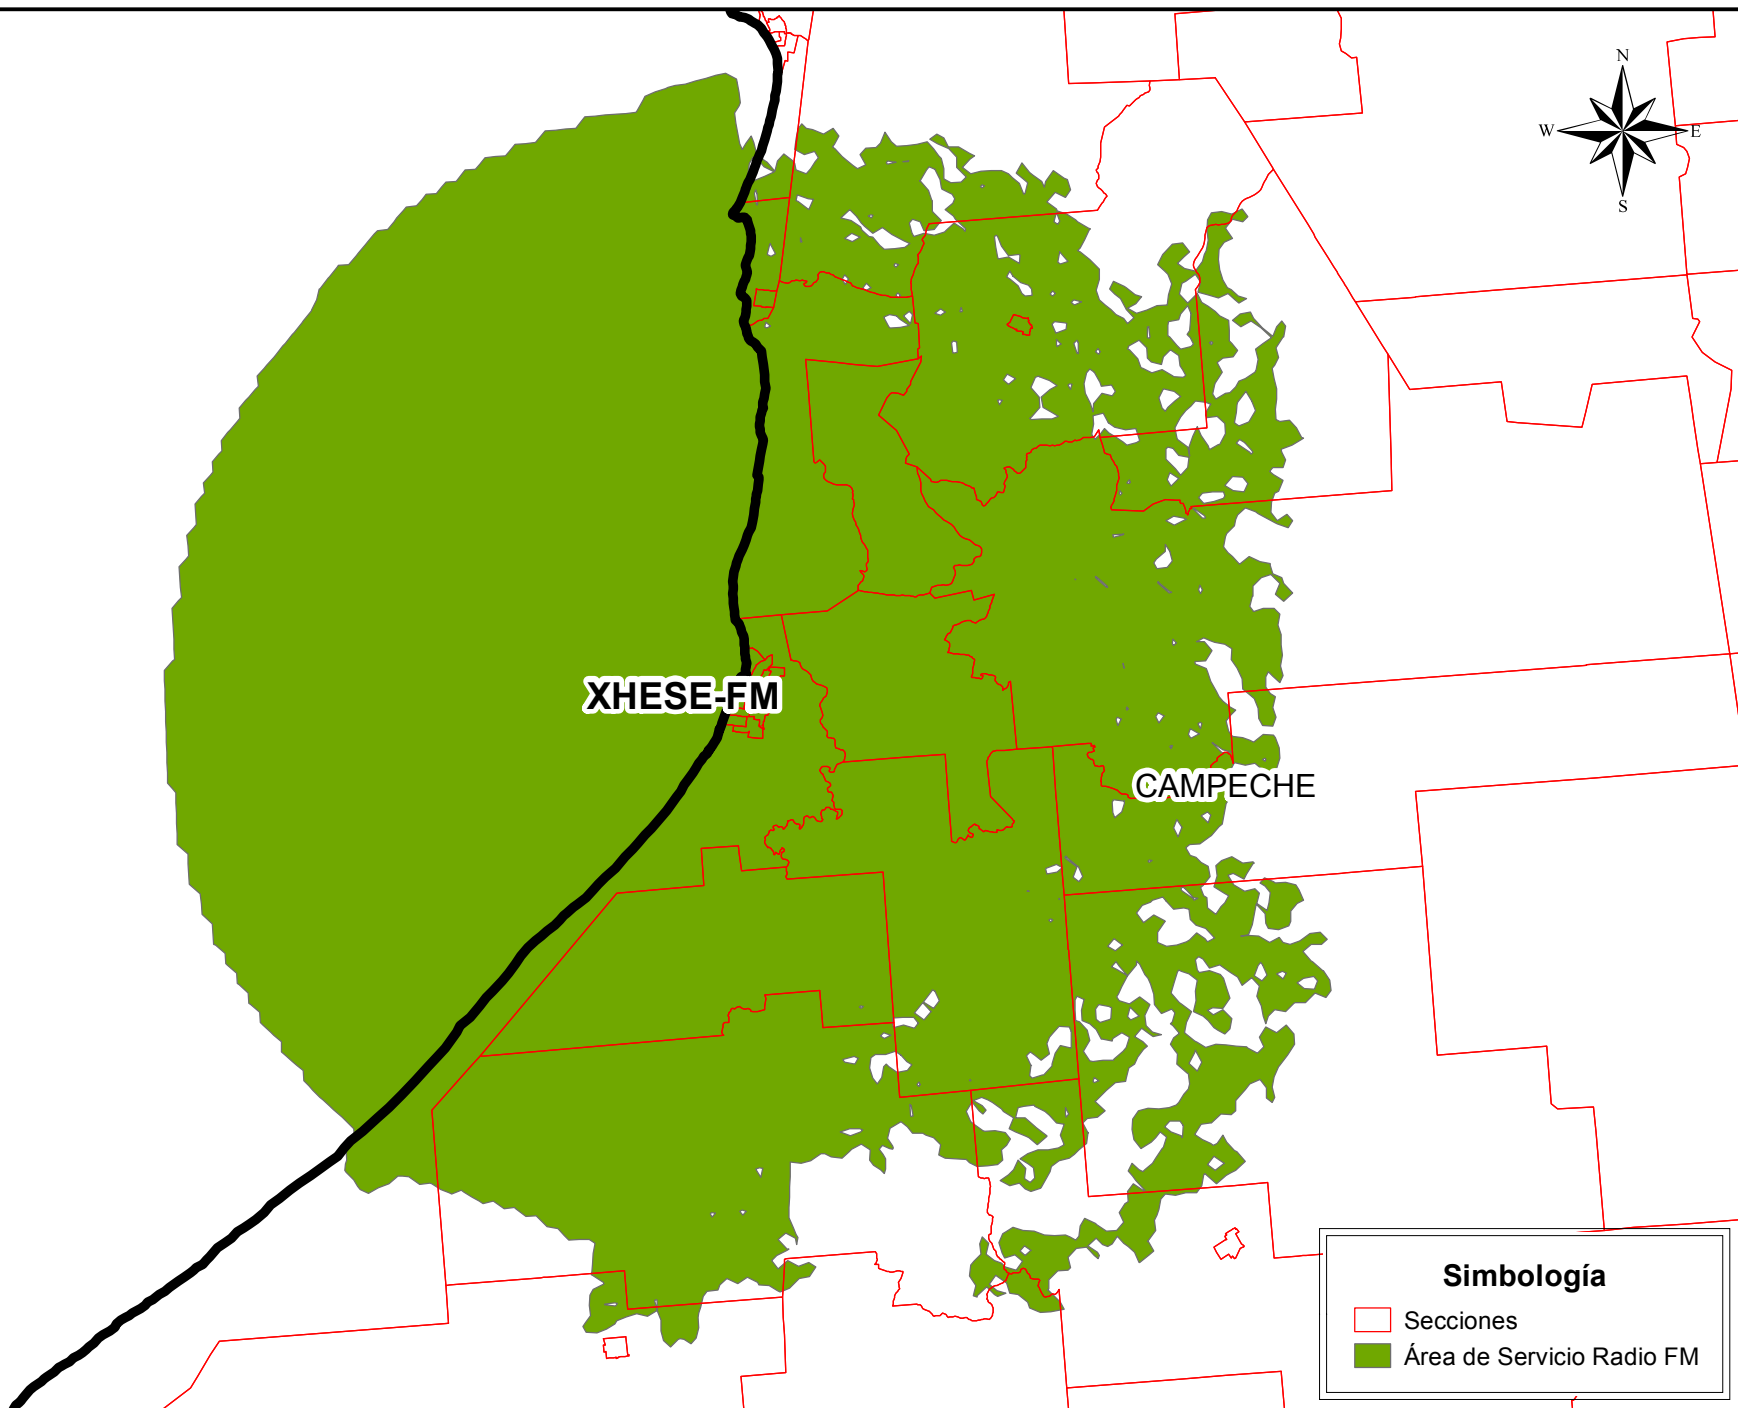 N
W E
S
XHESE-FM
CAMPECHE
Simbología
Secciones
Área de Servicio Radio FM